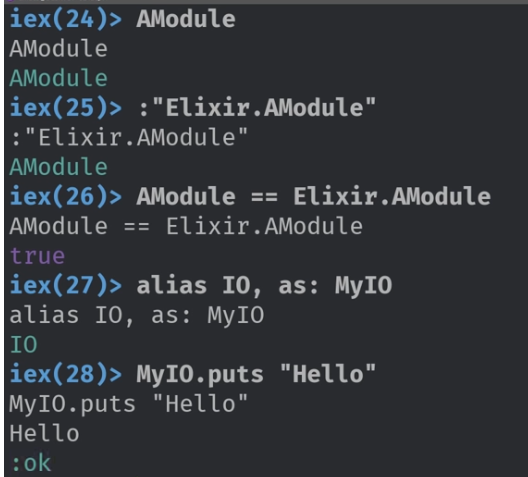 iex(24)> AModule
AModule
AModule
iex(25)> :"Elixir.AModule"
:"Elixir.AModule"
AModule
iex(26)> AModule == Elixir.AModule
AModule == Elixir.AModule
true
iex(27)> alias IO, as: MyIO
alias IO, as: MyIO
IO
iex(28)> MyIO.puts "Hello"
MyIO.puts "Hello"
Hello
:ok